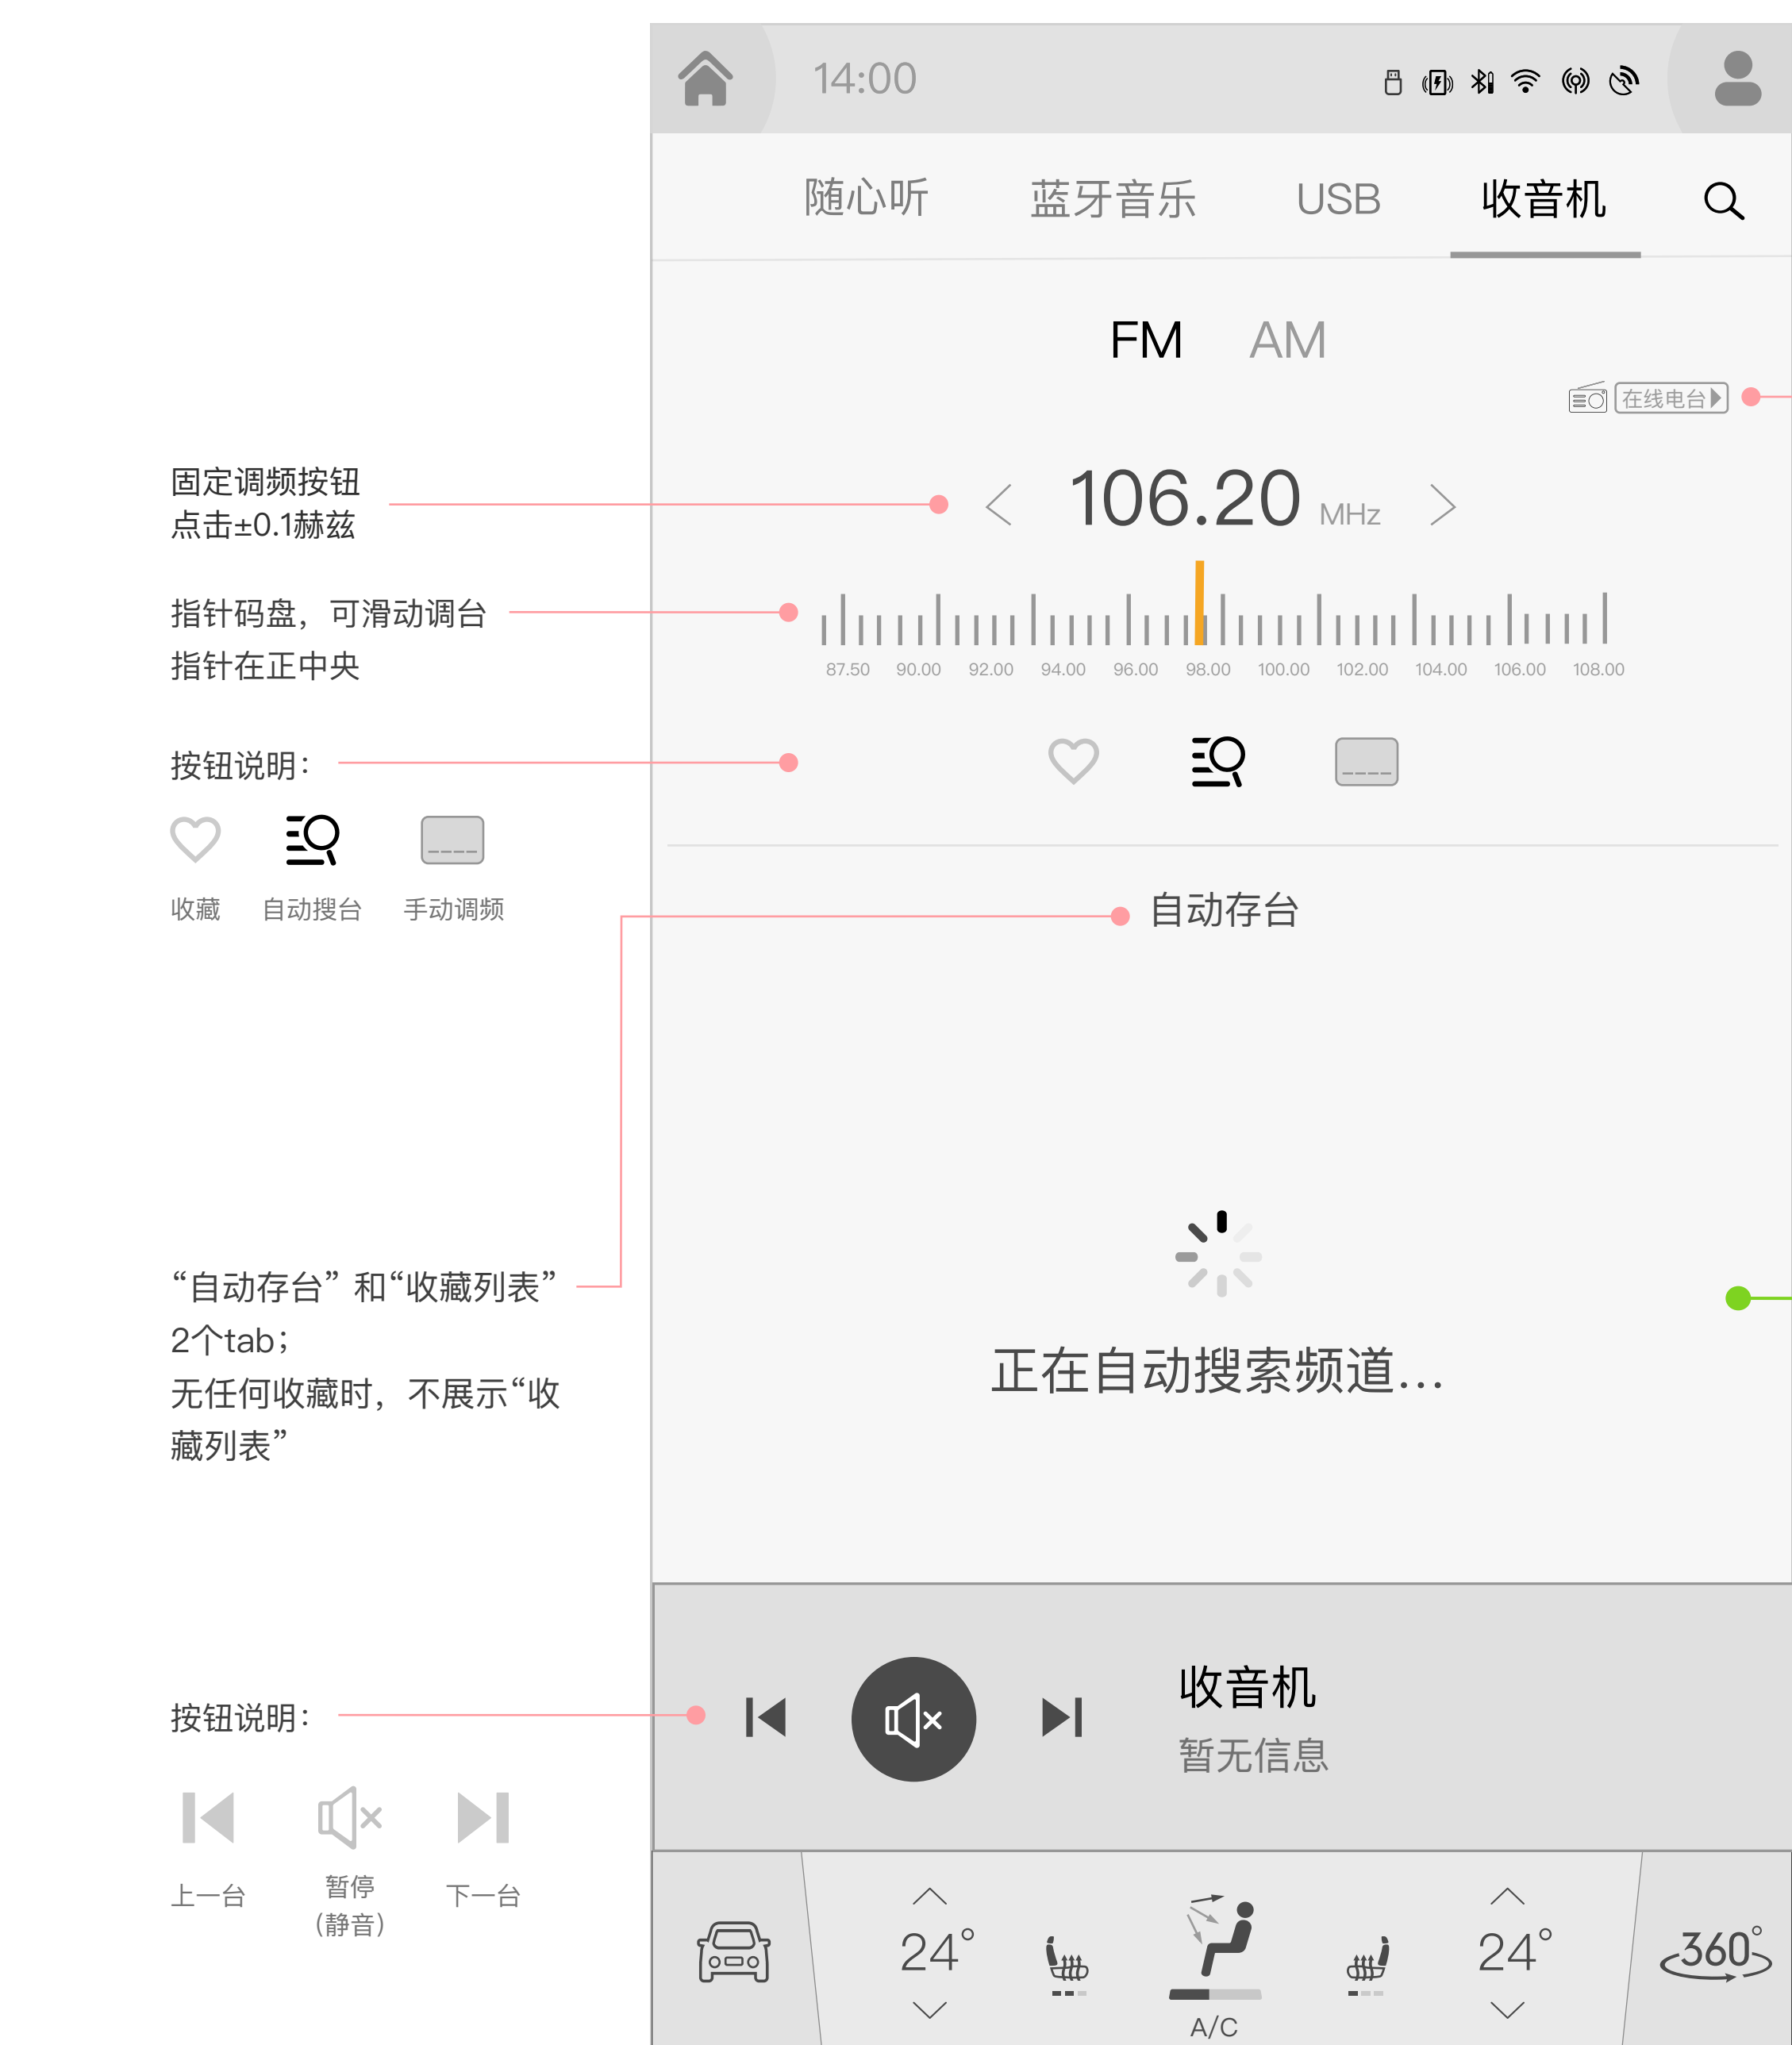 14:00
随心听 蓝牙音乐 USB 收音机
FM AM
在线电台
固定调频按钮
点击±0.1赫兹
106.20 MHz
指针码盘，可滑动调台
指针在正中央
87.50 90.00 92.00 94.00 96.00 98.00 100.00 102.00 104.00 106.00 108.00
按钮说明：
收藏 自动搜台 手动调频
自动存台
“自动存台”和“收藏列表”
2个tab；
无任何收藏时，不展示“收
藏列表”
正在自动搜索频道...
收音机
暂无信息
按钮说明：
上一台 暂停 下一台
（静音）
24° 24°
360°
A/C